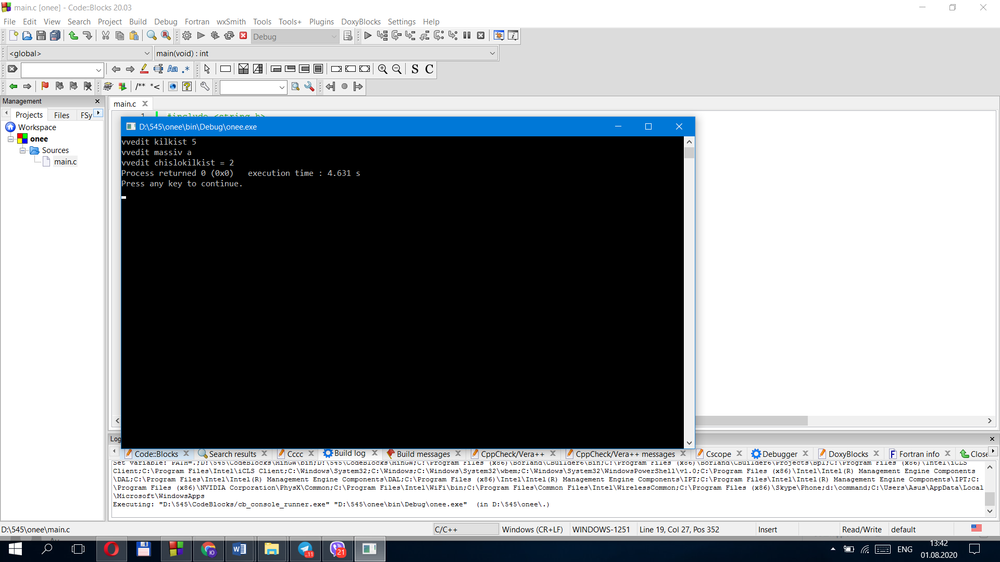 main.c [onee] - Code::Blocks 20.03
File Edit View Search Project Build Debug Fortran wxSmith Tools Tools+ Plugins DoxyBlocks Settings Help
Debug
<global> main(void) : int
Aa .* S C
/** *<
Management
Projects Files FSy
Workspace
onee
Sources
main.c
main.c
1 #include <string.h>
D:\545\onee\bin\Debug\onee.exe
vvedit kilkist 5
vvedit massiv a
vvedit chislokilkist = 2
Process returned 0 (0x0)   execution time : 4.631 s
Press any key to continue.
Log
Code::Blocks Search results Cccc Build log Build messages CppCheck/Vera++ CppCheck/Vera++ messages Cscope Debugger DoxyBlocks Fortran info Close
Set variable: PATH=.;D:\545\CodeBlocks\MinGW\bin;D:\545\CodeBlocks\MinGW;C:\Program Files (x86)\Borland\CBuilder6\Bin;C:\Program Files (x86)\Borland\CBuilder6\Projects\Bpl;C:\Program Files (x86)\Intel\iCLS
Client;C:\Program Files\Intel\iCLS Client;C:\Windows\System32;C:\Windows;C:\Windows\System32\wbem;C:\Windows\System32\WindowsPowerShell\v1.0;C:\Program Files (x86)\Intel\Intel(R) Management Engine Components
\DAL;C:\Program Files\Intel\Intel(R) Management Engine Components\DAL;C:\Program Files (x86)\Intel\Intel(R) Management Engine Components\IPT;C:\Program Files\Intel\Intel(R) Management Engine Components\IPT;C:
\Program Files (x86)\NVIDIA Corporation\PhysX\Common;C:\Program Files\Intel\WiFi\bin;C:\Program Files\Common Files\Intel\WirelessCommon;C:\Program Files (x86)\Skype\Phone;d:\command;C:\Users\Asus\AppData\Local
\Microsoft\WindowsApps
Executing: "D:\545\CodeBlocks/cb_console_runner.exe" "D:\545\onee\bin\Debug\onee.exe"  (in D:\545\onee\.)
D:\545\onee\main.c C/C++ Windows (CR+LF) WINDOWS-1251 Line 19, Col 27, Pos 352 Insert Read/Write default
..11 21 ENG
13:42
01.08.2020